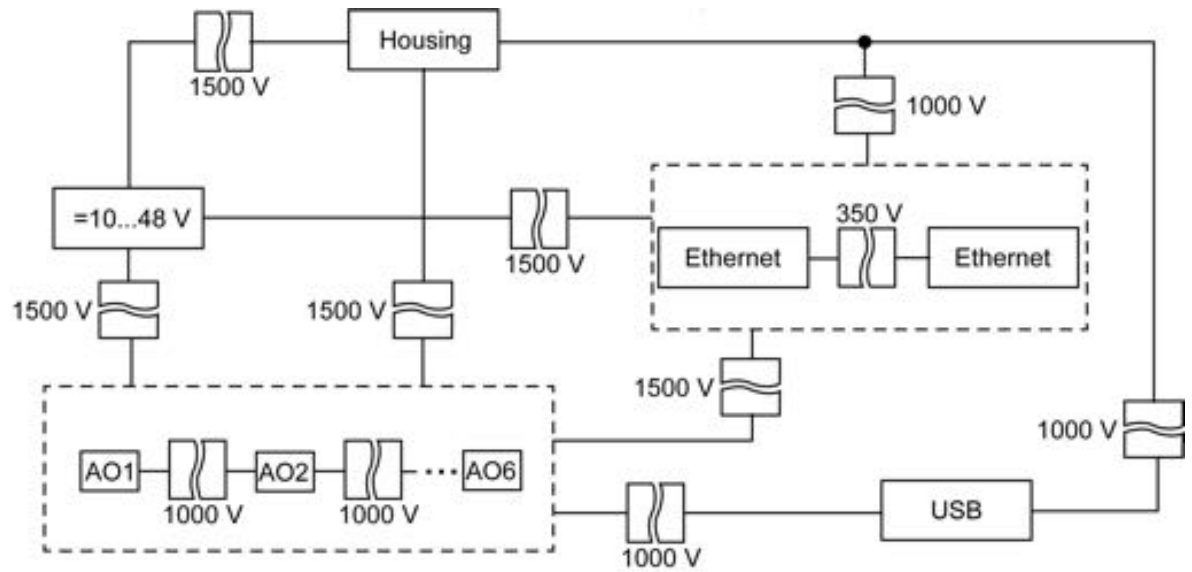 Housing
1500 V
1000 V
=10...48 V
350 V
1500 V
Ethernet
Ethernet
1500 V
1500 V
1500 V
1000 V
AO1
AO2
AO6
1000 V
1000 V
USB
1000 V